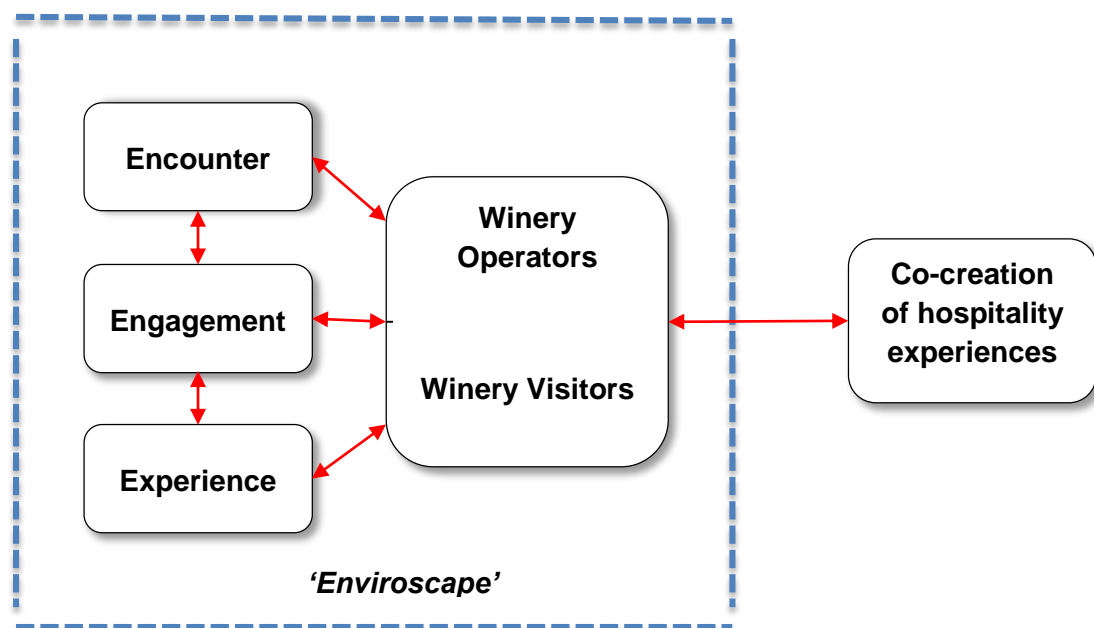 Encounter
Engagement
Experience
Winery
Operators
Winery Visitors
Co-creation
of hospitality
experiences
‘Enviroscape’